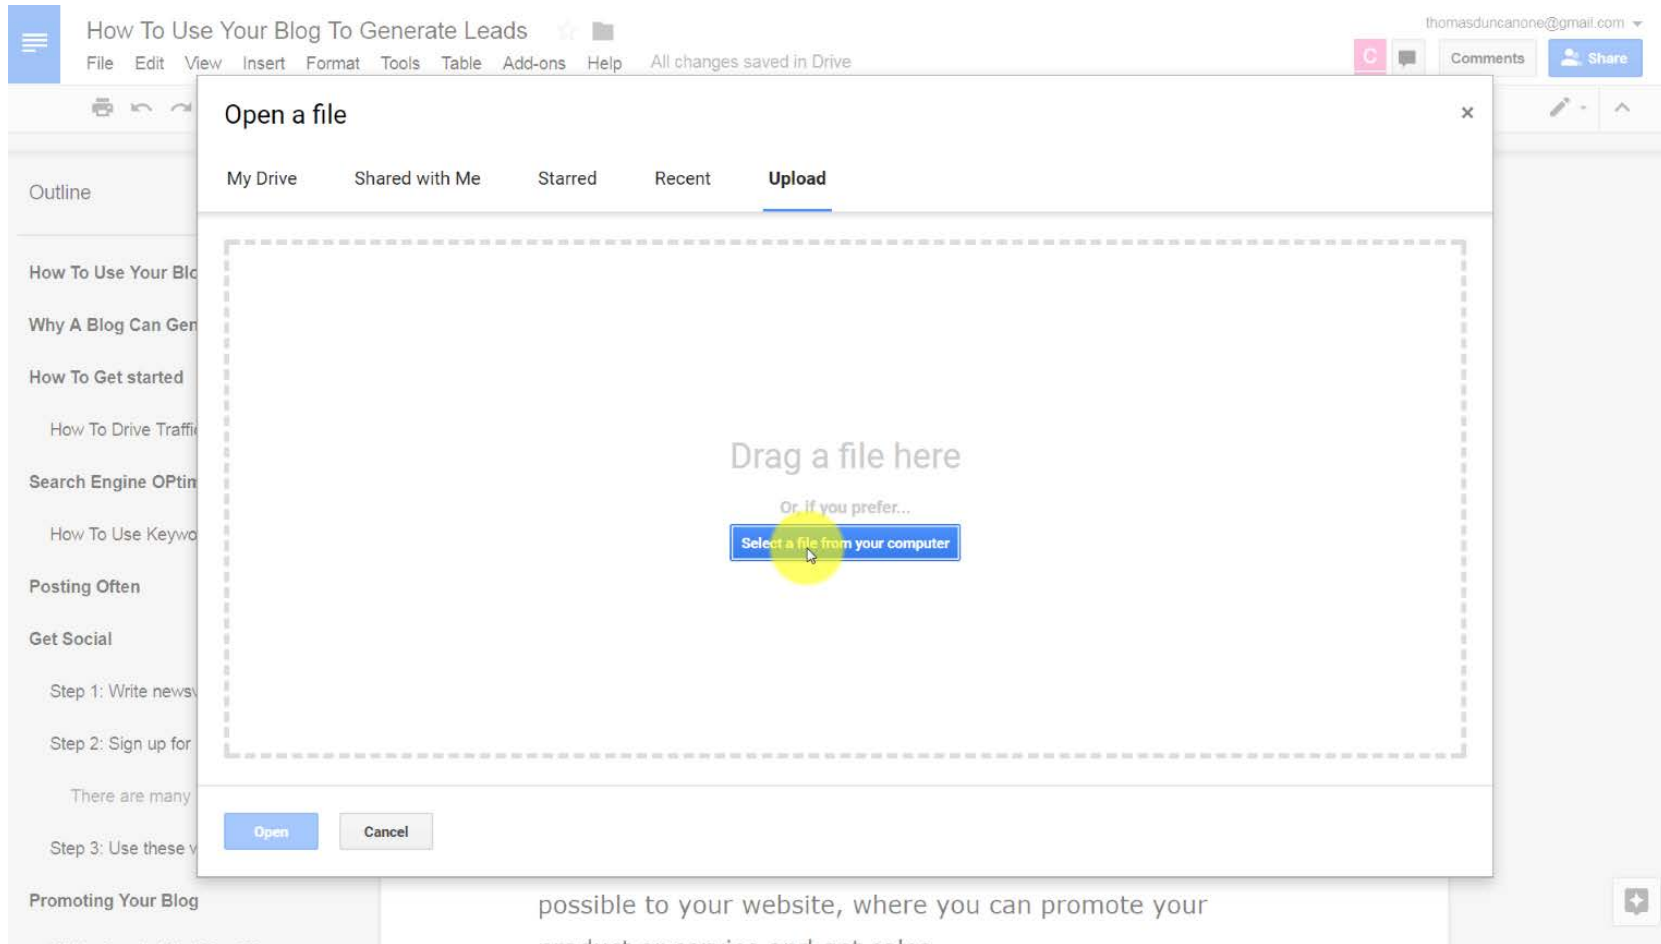 How To Use Your Blog To Generate Leads
thomasduncanone@gmail.com
File Edit View Insert Format Tools Table Add-ons Help All changes saved in Drive
C Comments Share
Open a file
My Drive Shared with Me Starred Recent Upload
Outline
How To Use Your Blo
Why A Blog Can Gen
How To Get started
How To Drive Traffi
Search Engine OPtim
How To Use Keywo
Posting Often
Get Social
Step 1: Write newsw
Step 2: Sign up for
There are many
Step 3: Use these v
Promoting Your Blog
Drag a file here
Or, if you prefer...
Select a file from your computer
Open Cancel
possible to your website, where you can promote your